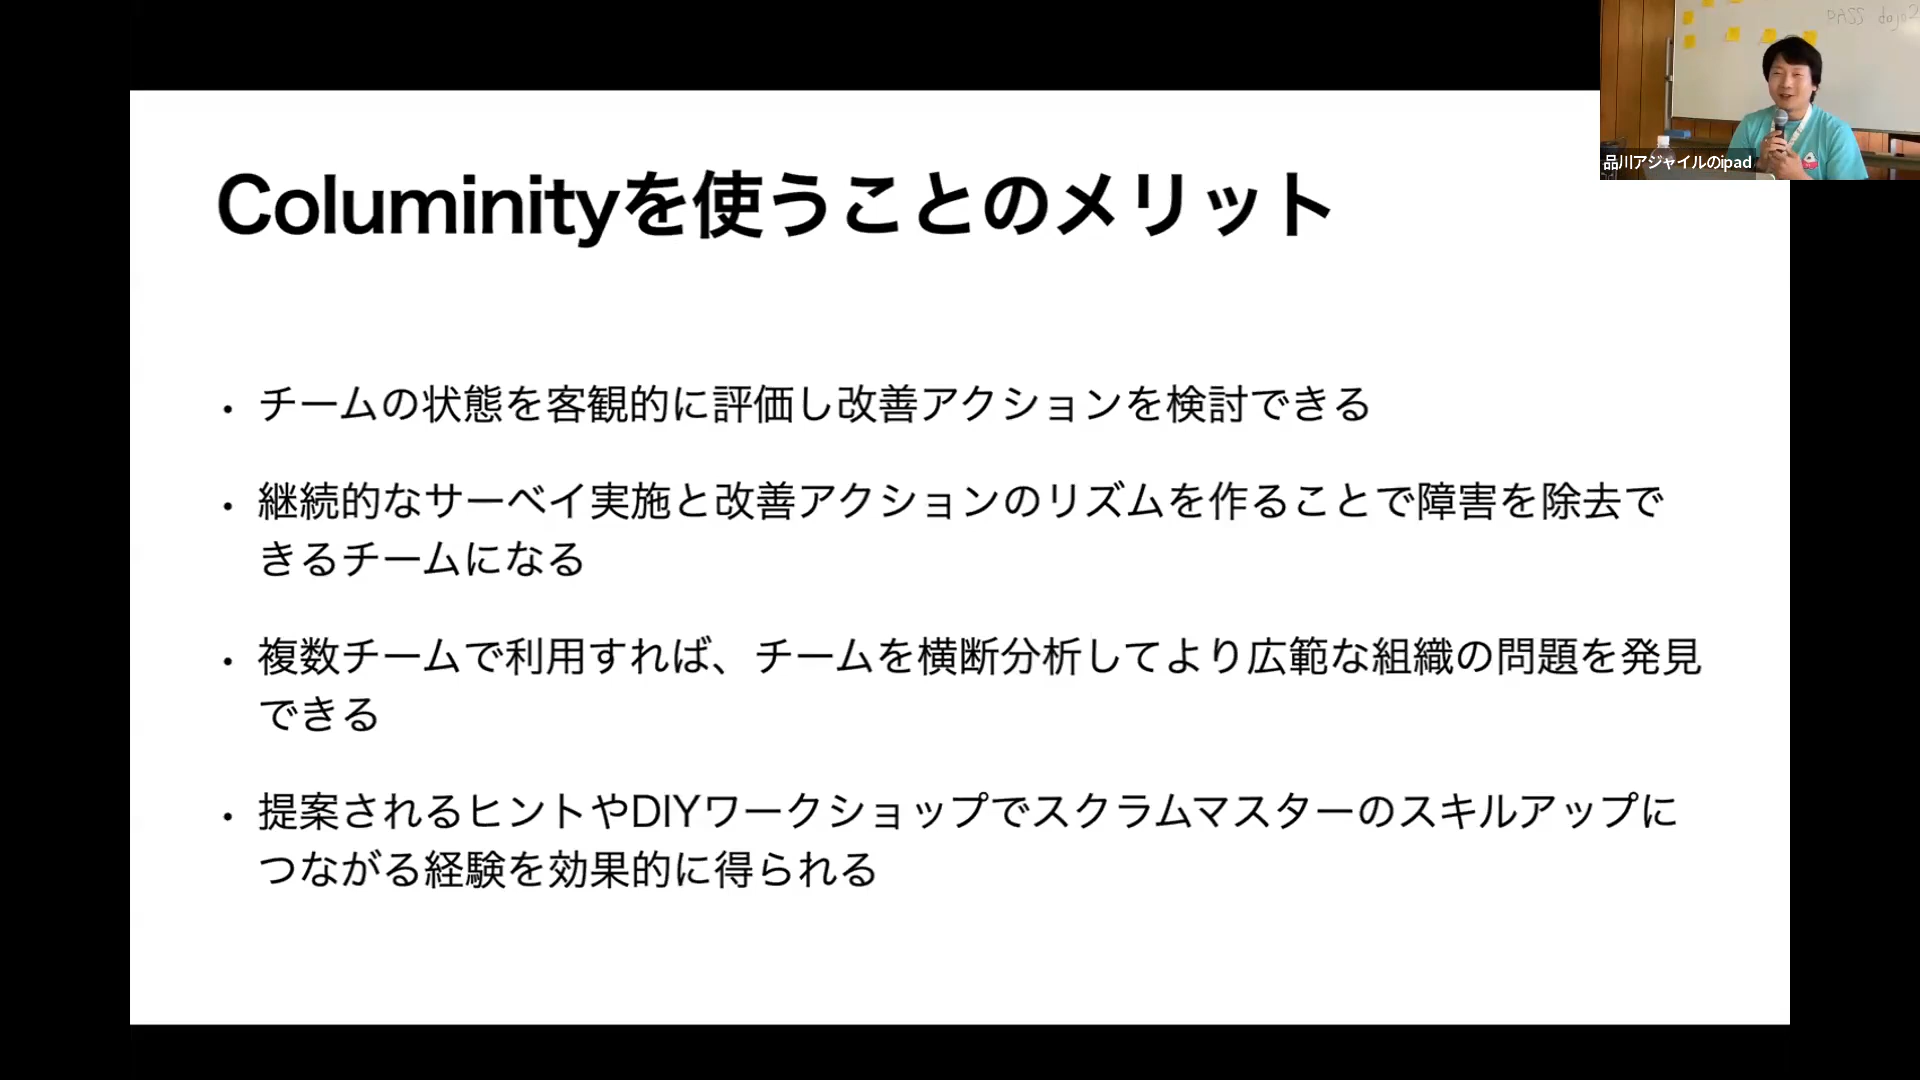 PASS dojo2
品川アジャイルのipad
Columinityを使うことのメリット
• チームの状態を客観的に評価し改善アクションを検討できる
• 継続的なサーベイ実施と改善アクションのリズムを作ることで障害を除去で
きるチームになる
• 複数チームで利用すれば、チームを横断分析してより広範な組織の問題を発見
できる
• 提案されるヒントやDIYワークショップでスクラムマスターのスキルアップに
つながる経験を効果的に得られる